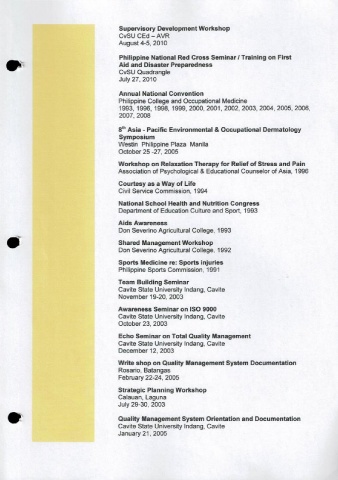 Supervisory Development Workshop
CvSU CEd – AVR
August 4-5, 2010
Philippine National Red Cross Seminar / Training on First
Aid and Disaster Preparedness
CvSU Quadrangle
July 27, 2010
Annual National Convention
Philippine College and Occupational Medicine
1993, 1996, 1998, 1999, 2000, 2001, 2002, 2003, 2004, 2005, 2006,
2007, 2008
8th Asia - Pacific Environmental & Occupational Dermatology
Symposium
Westin Philippine Plaza Manila
October 25 -27, 2005
Workshop on Relaxation Therapy for Relief of Stress and Pain
Association of Psychological & Educational Counselor of Asia, 1996
Courtesy as a Way of Life
Civil Service Commission, 1994
National School Health and Nutrition Congress
Department of Education Culture and Sport, 1993
Aids Awareness
Don Severino Agricultural College, 1993
Shared Management Workshop
Don Severino Agricultural College, 1992
Sports Medicine re: Sports injuries
Philippine Sports Commission, 1991
Team Building Seminar
Cavite State University Indang, Cavite
November 19-20, 2003
Awareness Seminar on ISO 9000
Cavite State University Indang, Cavite
October 23, 2003
Echo Seminar on Total Quality Management
Cavite State University Indang, Cavite
December 12, 2003
Write shop on Quality Management System Documentation
Rosario, Batangas
February 22-24, 2005
Strategic Planning Workshop
Calauan, Laguna
July 29-30, 2003
Quality Management System Orientation and Documentation
Cavite State University Indang, Cavite
January 21, 2005